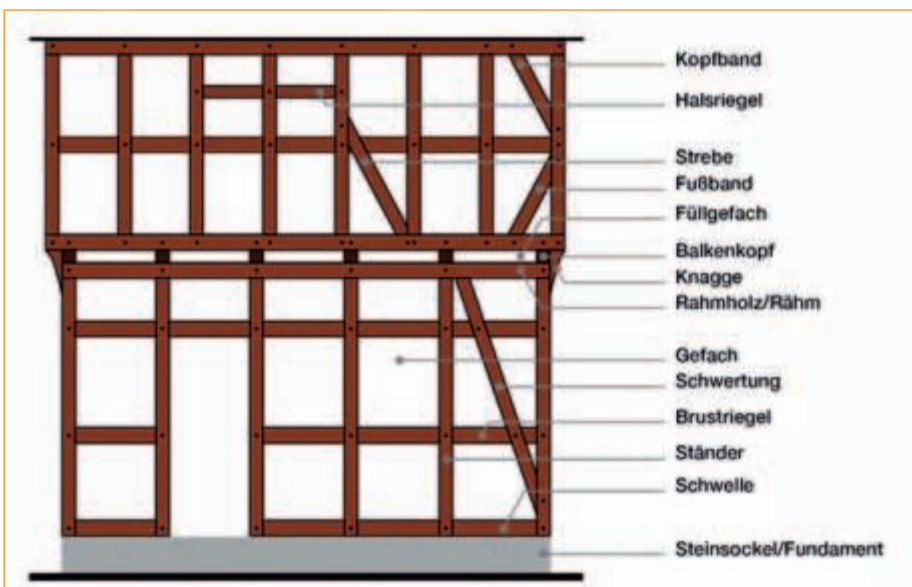 Kopfband
Halsriegel
Strebe
Fußband
Füllgefach
Balkenkopf
Knagge
Rahmholz/Rähm
Gefach
Schwertung
Brustriegel
Ständer
Schwelle
Steinsockel/Fundament